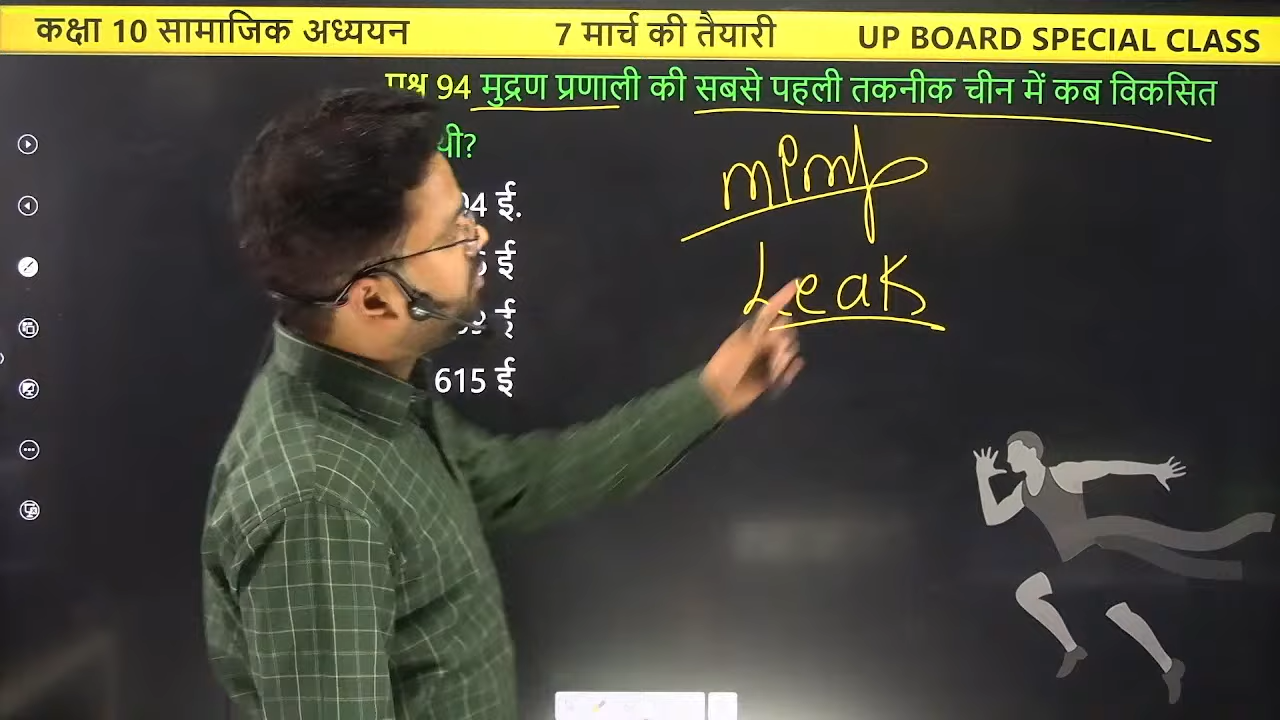 कक्षा 10 सामाजिक अध्ययन 7 मार्च की तैयारी UP BOARD SPECIAL CLASS
प्रश्न 94 मुद्रण प्रणाली की सबसे पहली तकनीक चीन में कब विकसित
थी?
ई.
ई
ई
615 ई
Leak